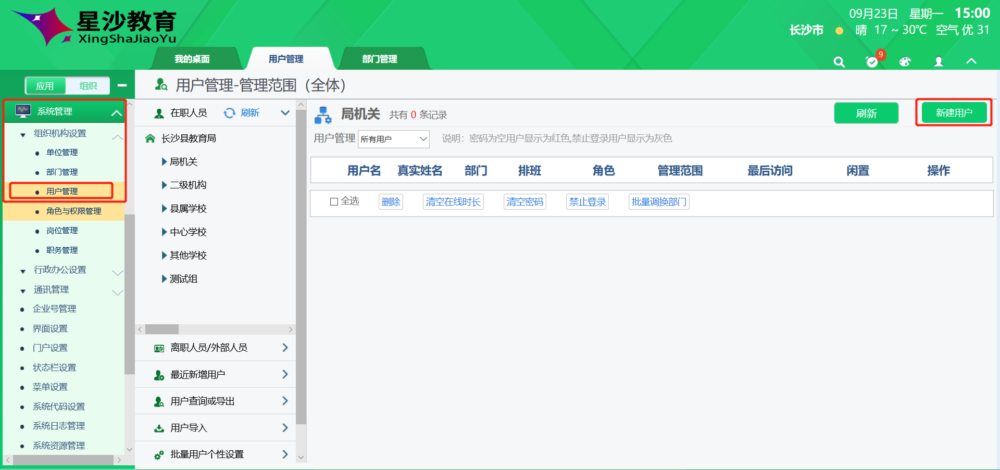 星沙教育
XingShaJiaoYu
09月23日 星期一 15:00
长沙市 晴 17 ~ 30℃ 空气 优 31
9
我的桌面 用户管理 部门管理
应用 组织
系统管理
组织机构设置
单位管理
部门管理
用户管理
角色与权限管理
岗位管理
职务管理
行政办公设置
通讯管理
企业号管理
界面设置
门户设置
状态栏设置
菜单设置
系统代码设置
系统日志管理
系统资源管理
用户管理-管理范围（全体）
在职人员 刷新
长沙县教育局
局机关
二级机构
县属学校
中心学校
其他学校
测试组
离职人员/外部人员
最近新增用户
用户查询或导出
用户导入
批量用户个性设置
局机关 共有 0 条记录 刷新 新建用户
用户管理 所有用户 说明：密码为空用户显示为红色,禁止登录用户显示为灰色
用户名 真实姓名 部门 排班 角色 管理范围 最后访问 闲置 操作
全选 删除 清空在线时长 清空密码 禁止登录 批量调换部门